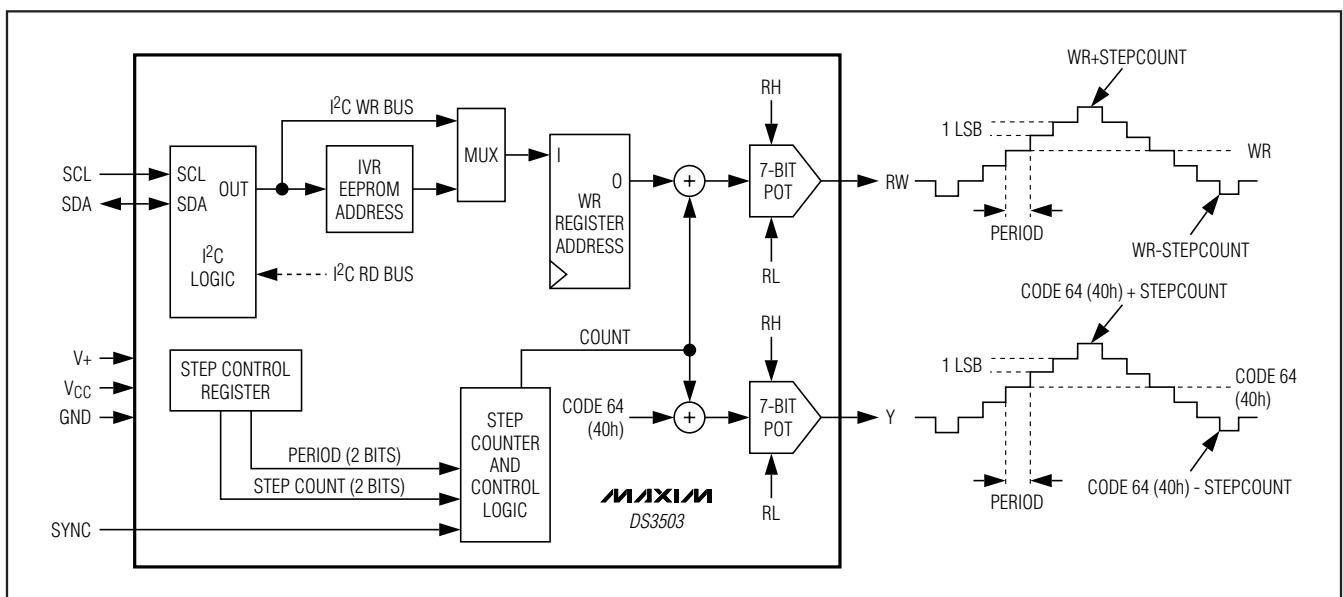 SCL
SDA
V+
VCC
GND
SYNC
SCL
SDA
OUT
I2C
LOGIC
I2C WR BUS
IVR
EEPROM
ADDRESS
I2C RD BUS
MUX
I
O
WR
REGISTER
ADDRESS
+
RH
7-BIT
POT
RL
RW
STEP CONTROL
REGISTER
PERIOD (2 BITS)
STEP COUNT (2 BITS)
STEP
COUNTER
AND
CONTROL
LOGIC
COUNT
CODE 64
(40h)
+
RH
7-BIT
POT
RL
Y
MAXIM
DS3503
WR+STEPCOUNT
1 LSB
WR
PERIOD
WR-STEPCOUNT
CODE 64 (40h) + STEPCOUNT
1 LSB
CODE 64
(40h)
PERIOD
CODE 64 (40h) - STEPCOUNT